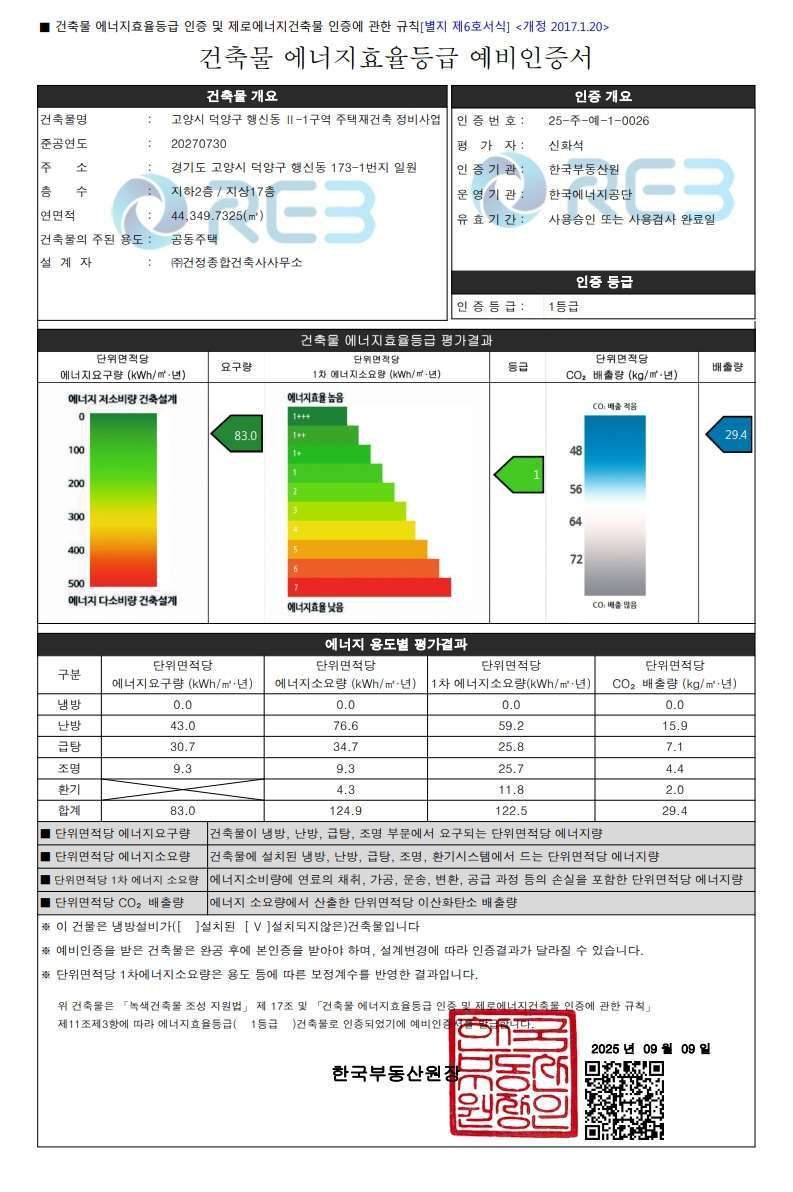 ■ 건축물 에너지효율등급 인증 및 제로에너지건축물 인증에 관한 규칙[별지 제6호서식] <개정 2017.1.20>
건축물 에너지효율등급 예비인증서
건축물 개요
건축물명 : 고양시 덕양구 행신동 Ⅱ-1구역 주택재건축 정비사업
준공연도 : 20270730
주 소 : 경기도 고양시 덕양구 행신동 173-1번지 일원
층 수 : 지하2층 / 지상17층
연면적 : 44,349.7325(㎡)
건축물의 주된 용도 : 공동주택
설 계 자 : ㈜건정종합건축사사무소
REB
인증 개요
인 증 번 호 : 25-주-예-1-0026
평 가 자 : 신화석
인 증 기 관 : 한국부동산원
운 영 기 관 : 한국에너지공단
유 효 기 간 : 사용승인 또는 사용검사 완료일
REB
인증 등급
인 증 등 급 : 1등급
건축물 에너지효율등급 평가결과
단위면적당 에너지요구량 (kWh/㎡·년) 요구량 단위면적당 1차 에너지소요량 (kWh/㎡·년) 등급 단위면적당 CO₂ 배출량 (kg/㎡·년) 배출량
에너지 저소비량 건축설계
0
100
200
300
400
500
에너지 다소비량 건축설계
83.0
에너지효율 높음
1+++
1++
1+
1
2
3
4
5
6
7
에너지효율 낮음
1
CO₂ 배출 적음
48
56
64
72
CO₂ 배출 많음
29.4
에너지 용도별 평가결과
구분 단위면적당 에너지요구량 (kWh/㎡·년) 단위면적당 에너지소요량 (kWh/㎡·년) 단위면적당 1차 에너지소요량(kWh/㎡·년) 단위면적당 CO₂ 배출량 (kg/㎡·년)
냉방 0.0 0.0 0.0 0.0
난방 43.0 76.6 59.2 15.9
급탕 30.7 34.7 25.8 7.1
조명 9.3 9.3 25.7 4.4
환기 4.3 11.8 2.0
합계 83.0 124.9 122.5 29.4
■ 단위면적당 에너지요구량 건축물이 냉방, 난방, 급탕, 조명 부문에서 요구되는 단위면적당 에너지량
■ 단위면적당 에너지소요량 건축물에 설치된 냉방, 난방, 급탕, 조명, 환기시스템에서 드는 단위면적당 에너지량
■ 단위면적당 1차 에너지 소요량 에너지소비량에 연료의 채취, 가공, 운송, 변환, 공급 과정 등의 손실을 포함한 단위면적당 에너지량
■ 단위면적당 CO₂ 배출량 에너지 소요량에서 산출한 단위면적당 이산화탄소 배출량
※ 이 건물은 냉방설비가([ ]설치된 [ V ]설치되지않은)건축물입니다
※ 예비인증을 받은 건축물은 완공 후에 본인증을 받아야 하며, 설계변경에 따라 인증결과가 달라질 수 있습니다.
※ 단위면적당 1차에너지소요량은 용도 등에 따른 보정계수를 반영한 결과입니다.
위 건축물은 「녹색건축물 조성 지원법」 제 17조 및 「건축물 에너지효율등급 인증 및 제로에너지건축물 인증에 관한 규칙」
제11조제3항에 따라 에너지효율등급( 1등급 )건축물로 인증되었기에 예비인증서를 발급합니다.
2025 년 09 월 09 일
한국부동산원장